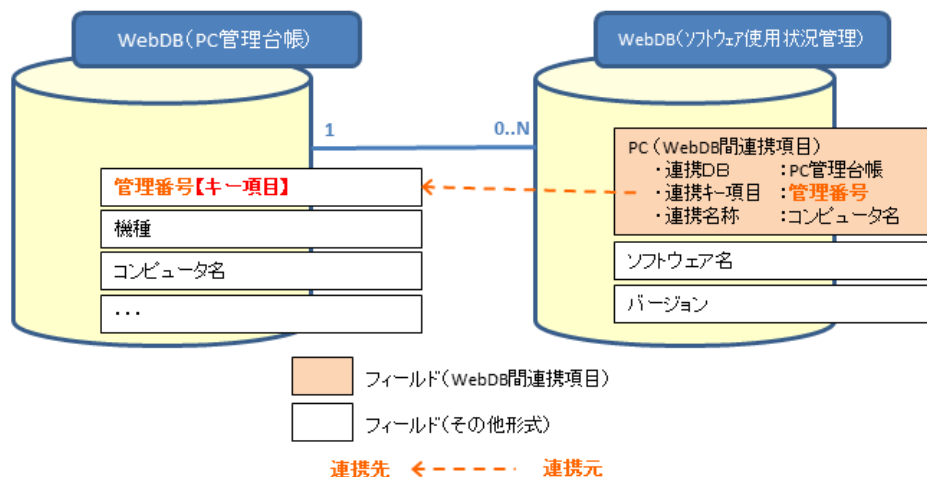 WebDB(PC管理台帳)
WebDB(ソフトウェア使用状況管理)
1
0..N
管理番号【キー項目】
機種
コンピュータ名
・・・
PC(WebDB間連携項目)
・連携DB :PC管理台帳
・連携キー項目 :管理番号
・連携名称 :コンピュータ名
ソフトウェア名
バージョン
フィールド(WebDB間連携項目)
フィールド(その他形式)
連携先 連携元